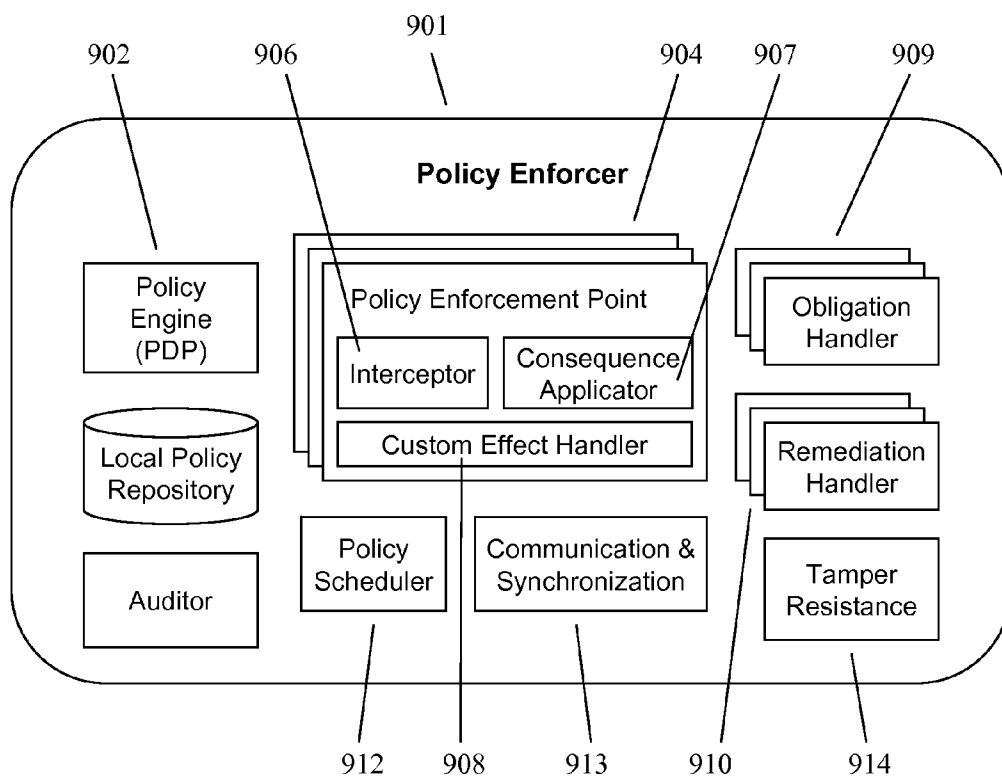 901
902
906
904
907
909
Policy Enforcer
Policy
Engine
(PDP)
Policy Enforcement Point
Interceptor
Consequence
Applicator
Custom Effect Handler
Obligation
Handler
Local Policy
Repository
Remediation
Handler
Auditor
Policy
Scheduler
Communication &
Synchronization
Tamper
Resistance
912
908
913
910
914